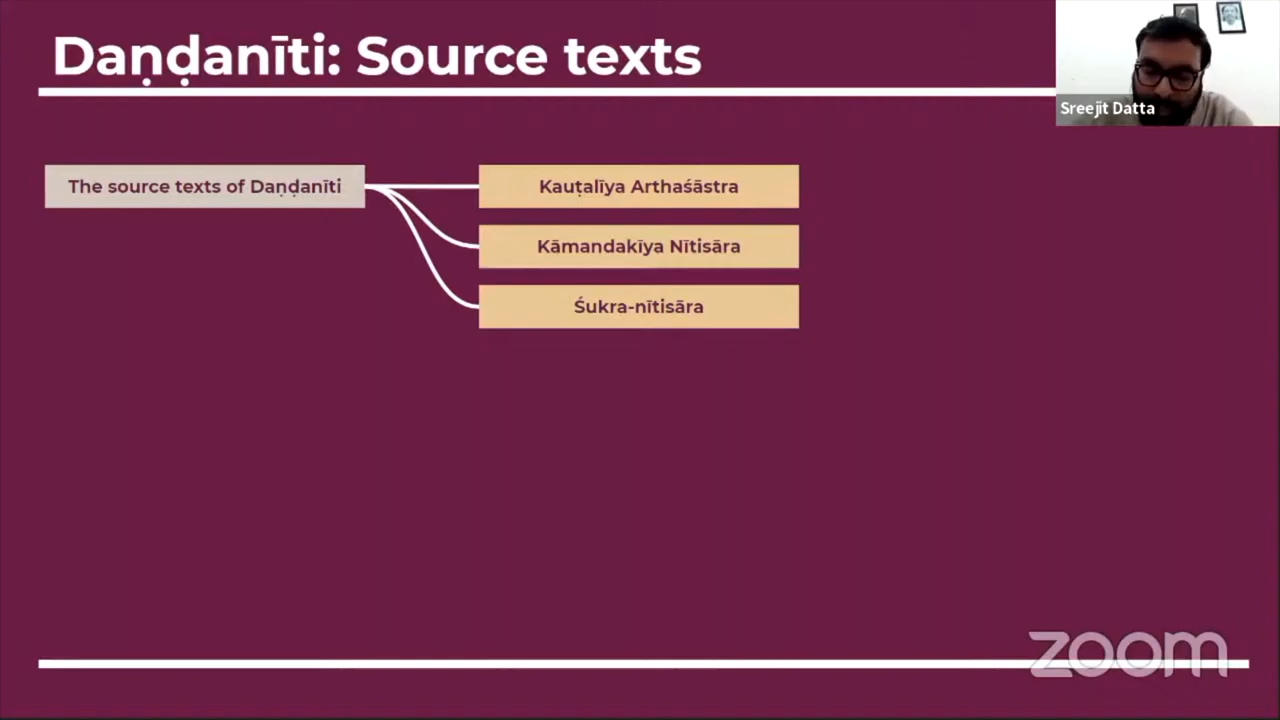 Daṇḍanīti: Source texts
Sreejit Datta
The source texts of Daṇḍanīti
Kauṭalīya Arthaśāstra
Kāmandakīya Nītisāra
Śukra-nītisāra
zoom